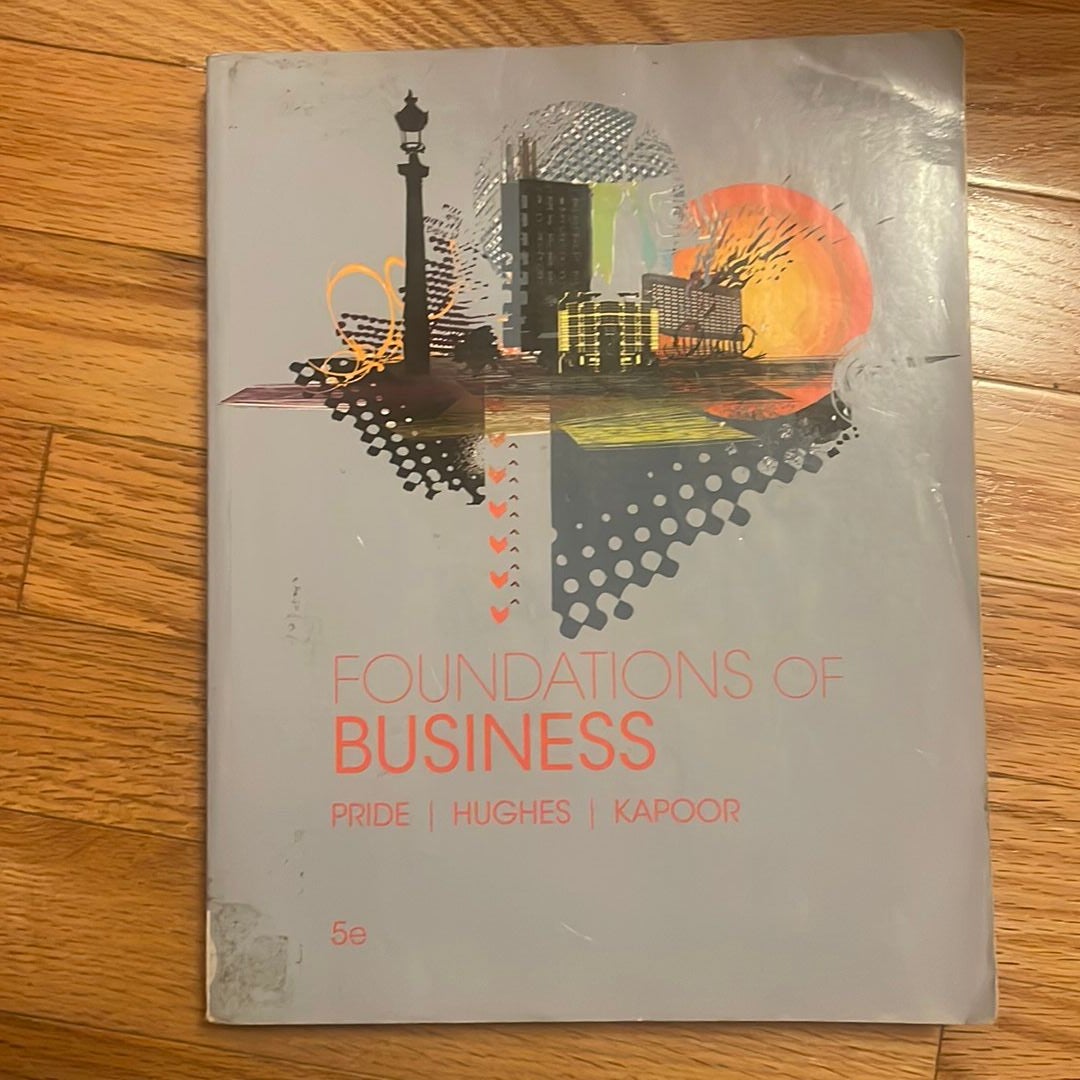 FOUNDATIONS OF
BUSINESS
PRIDE | HUGHES | KAPOOR
5e